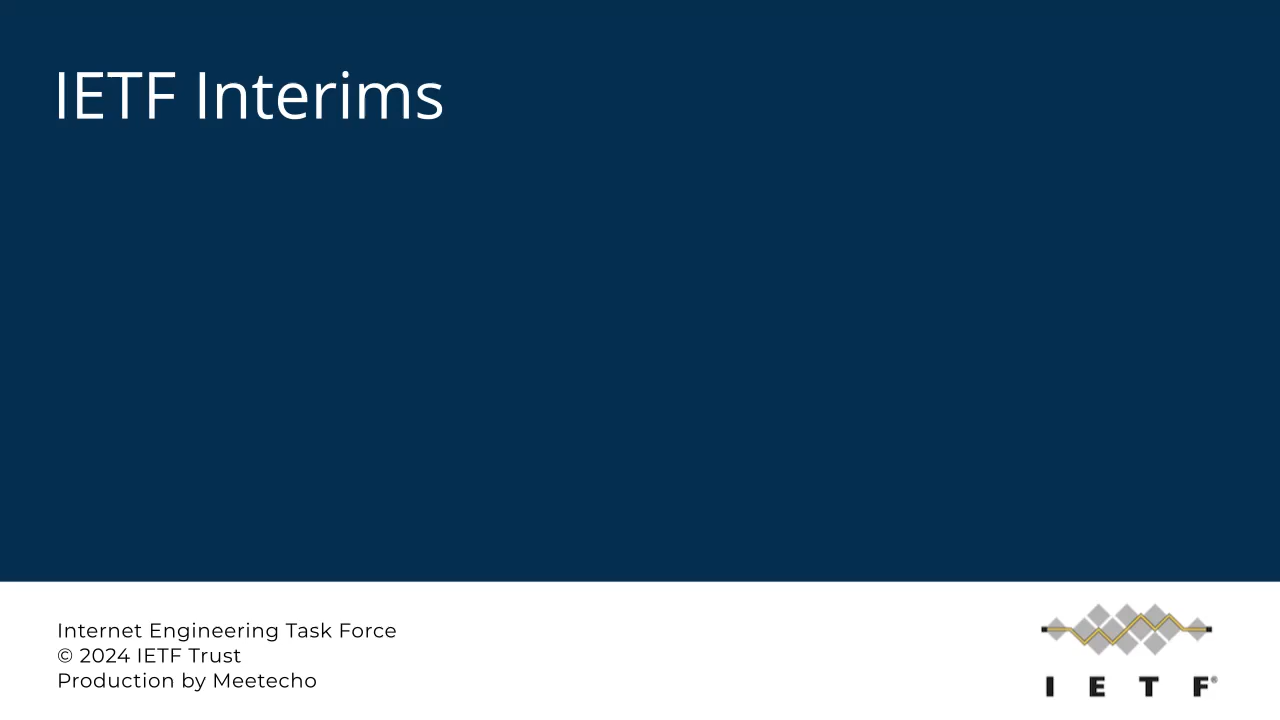 IETF Interims
Internet Engineering Task Force
© 2024 IETF Trust
Production by Meetecho
I E T F®